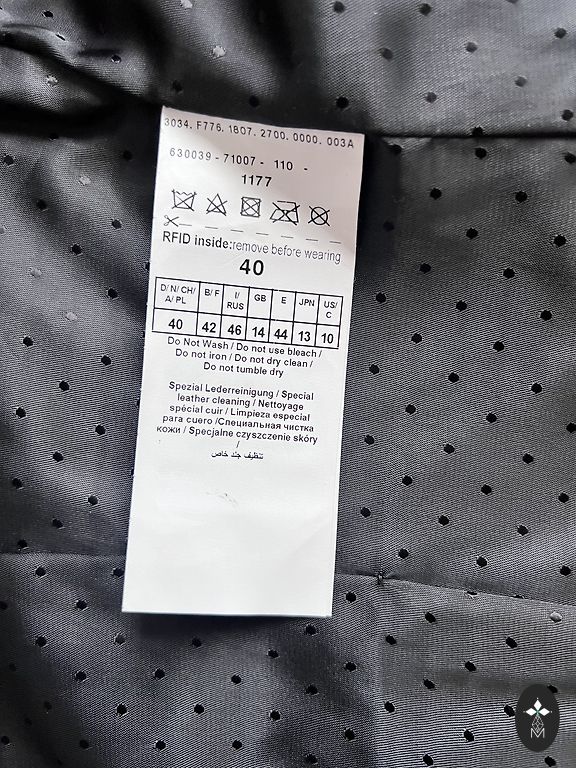 3034. F776. 1807. 2700. 0000. 003A
630039 - 71007 - 110 -
1177
RFID inside:remove before wearing
40
D/ N/ CH/ A/ PL B/ F I/ RUS GB E JPN US/ C
40 42 46 14 44 13 10
Do Not Wash / Do not use bleach /
Do not iron / Do not dry clean /
Do not tumble dry
Spezial Lederreinigung / Special
leather cleaning / Nettoyage
spécial cuir / Limpieza especial
para cuero /Специальная чистка
кожи / Specjalne czyszczenie skóry
/
تنظيف جلد خاص
M